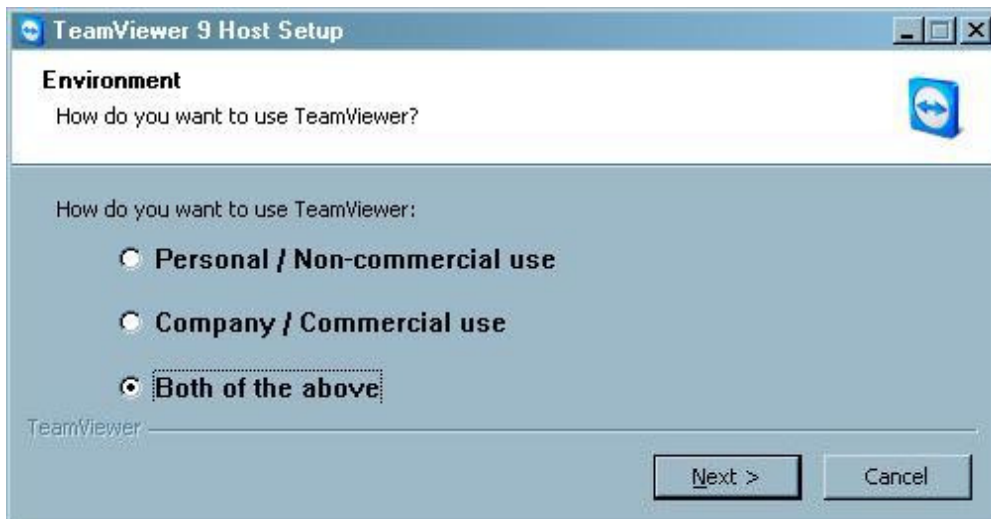 TeamViewer 9 Host Setup
Environment
How do you want to use TeamViewer?
How do you want to use TeamViewer:
Personal / Non-commercial use
Company / Commercial use
Both of the above
TeamViewer
Next >
Cancel